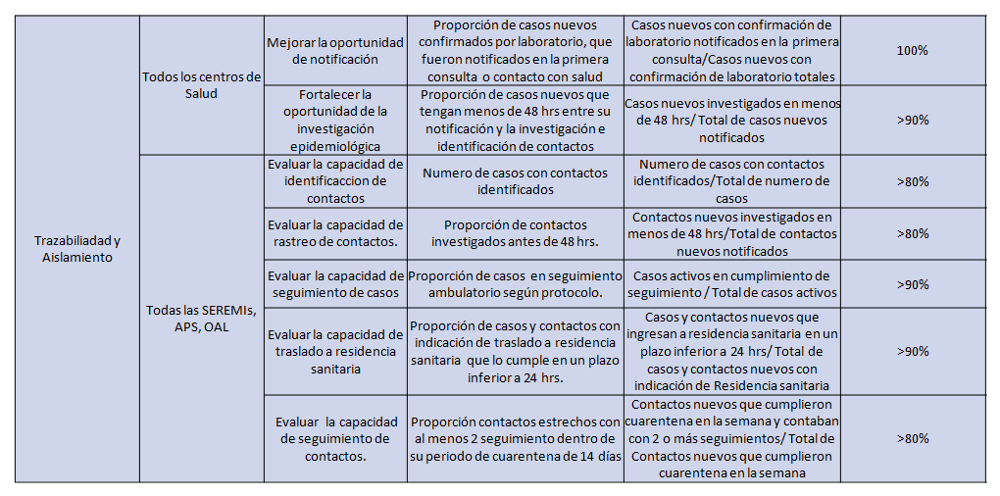 Trazabiliadad y
Aislamiento
Todos los centros de
Salud
Mejorar la oportunidad
de notificación
Proporción de casos nuevos
confirmados por laboratorio, que
fueron notificados en la primera
consulta o contacto con salud
Casos nuevos con confirmación de
laboratorio notificados en la primera
consulta/Casos nuevos con
confirmación de laboratorio totales
100%
Fortalecer la
oportunidad de la
investigación
epidemiológica
Proporción de casos nuevos que
tengan menos de 48 hrs entre su
notificación y la investigación e
identificación de contactos
Casos nuevos investigados en menos
de 48 hrs/ Total de casos nuevos
notificados
>90%
Todas las SEREMIs,
APS, OAL
Evaluar la capacidad de
identificaccion de
contactos
Numero de casos con contactos
identificados
Numero de casos con contactos
identificados/Total de numero de
casos
>80%
Evaluar la capacidad de
rastreo de contactos.
Proporción de contactos
investigados antes de 48 hrs.
Contactos nuevos investigados en
menos de 48 hrs/Total de contactos
nuevos notificados
>80%
Evaluar la capacidad de
seguimiento de casos
Proporción de casos en seguimiento
ambulatorio según protocolo.
Casos activos en cumplimiento de
seguimiento / Total de casos activos
>90%
Evaluar la capacidad de
traslado a residencia
sanitaria
Proporción de casos y contactos con
indicación de traslado a residencia
sanitaria que lo cumple en un plazo
inferior a 24 hrs.
Casos y contactos nuevos que
ingresan a residencia sanitaria en un
plazo inferior a 24 hrs/ Total de
casos y contactos nuevos con
indicación de Residencia sanitaria
>90%
Evaluar la capacidad
de seguimiento de
contactos.
Proporción contactos estrechos con
al menos 2 seguimiento dentro de
su periodo de cuarentena de 14 días
Contactos nuevos que cumplieron
cuarentena en la semana y contaban
con 2 o más seguimientos/ Total de
Contactos nuevos que cumplieron
cuarentena en la semana
>80%